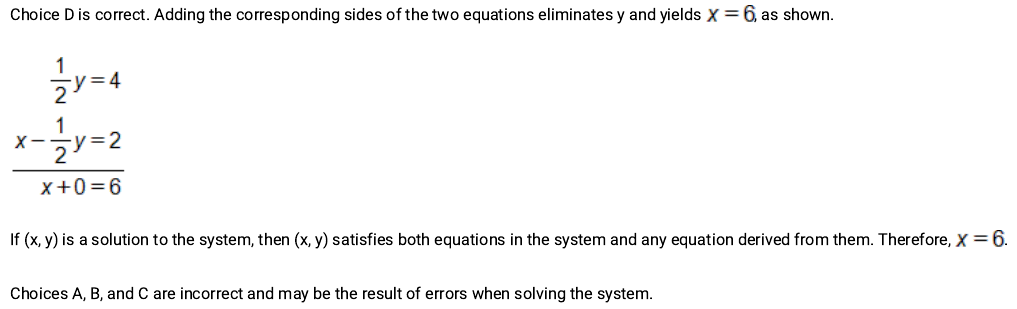 Choice D is correct. Adding the corresponding sides of the two equations eliminates y and yields x = 6, as shown.
1/2 y = 4
x - 1/2 y = 2
x + 0 = 6
If (x, y) is a solution to the system, then (x, y) satisfies both equations in the system and any equation derived from them. Therefore, x = 6.
Choices A, B, and C are incorrect and may be the result of errors when solving the system.